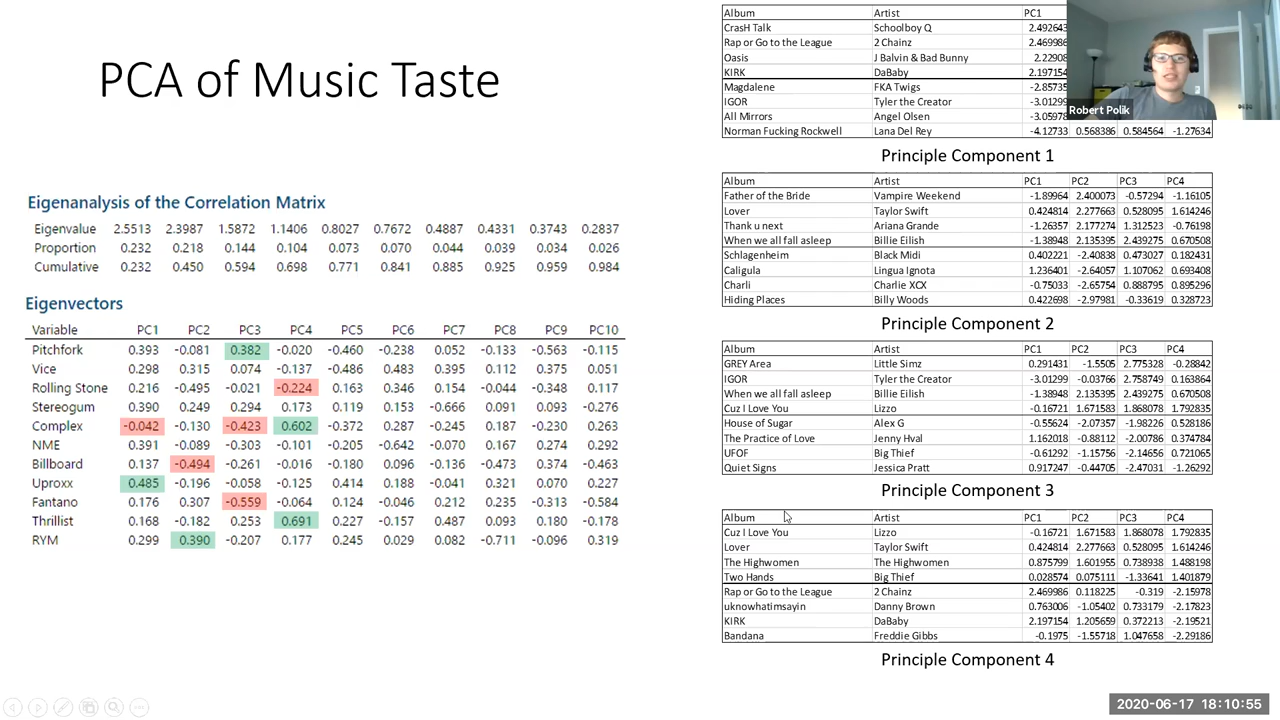 PCA of Music Taste
Eigenanalysis of the Correlation Matrix
Eigenvalue 2.5513 2.3987 1.5872 1.1406 0.8027 0.7672 0.4887 0.4331 0.3743 0.2837
Proportion 0.232 0.218 0.144 0.104 0.073 0.070 0.044 0.039 0.034 0.026
Cumulative 0.232 0.450 0.594 0.698 0.771 0.841 0.885 0.925 0.959 0.984
Eigenvectors
Variable PC1 PC2 PC3 PC4 PC5 PC6 PC7 PC8 PC9 PC10
Pitchfork 0.393 -0.081 0.382 -0.020 -0.460 -0.238 0.052 -0.133 -0.563 -0.115
Vice 0.298 0.315 0.074 -0.137 -0.486 0.483 0.395 0.112 0.375 0.051
Rolling Stone 0.216 -0.495 -0.021 -0.224 0.163 0.346 0.154 -0.044 -0.348 0.117
Stereogum 0.390 0.249 0.294 0.173 0.119 0.153 -0.666 0.091 0.093 -0.276
Complex -0.042 -0.130 -0.423 0.602 -0.372 0.287 -0.245 0.187 -0.230 0.263
NME 0.391 -0.089 -0.303 -0.101 -0.205 -0.642 -0.070 0.167 0.274 0.292
Billboard 0.137 -0.494 -0.261 -0.016 -0.180 0.096 -0.136 -0.473 0.374 -0.463
Uproxx 0.485 -0.196 -0.058 -0.125 0.414 0.188 -0.041 0.321 0.070 0.227
Fantano 0.176 0.307 -0.559 -0.064 0.124 -0.046 0.212 0.235 -0.313 -0.584
Thrillist 0.168 -0.182 0.253 0.691 0.227 -0.157 0.487 0.093 0.180 -0.178
RYM 0.299 0.390 -0.207 0.177 0.245 0.029 0.082 -0.711 -0.096 0.319
Album Artist PC1
CrasH Talk Schoolboy Q 2.492643
Rap or Go to the League 2 Chainz 2.469986
Oasis J Balvin & Bad Bunny 2.22908
KIRK DaBaby 2.197154
Magdalene FKA Twigs -2.85735
IGOR Tyler the Creator -3.01299
All Mirrors Angel Olsen -3.05978
Norman Fucking Rockwell Lana Del Rey -4.12733 0.568386 0.584564 -1.27634
Robert Polik
Principle Component 1
Album Artist PC1 PC2 PC3 PC4
Father of the Bride Vampire Weekend -1.89964 2.400073 -0.57294 -1.16105
Lover Taylor Swift 0.424814 2.277663 0.528095 1.614246
Thank u next Ariana Grande -1.26357 2.177274 1.312523 -0.76198
When we all fall asleep Billie Eilish -1.38948 2.135395 2.439275 0.670508
Schlagenheim Black Midi 0.402221 -2.40838 0.473027 0.182431
Caligula Lingua Ignota 1.236401 -2.64057 1.107062 0.693408
Charli Charlie XCX -0.75033 -2.65754 0.888795 0.895296
Hiding Places Billy Woods 0.422698 -2.97981 -0.33619 0.328723
Principle Component 2
Album Artist PC1 PC2 PC3 PC4
GREY Area Little Simz 0.291431 -1.5505 2.775328 -0.28842
IGOR Tyler the Creator -3.01299 -0.03766 2.758749 0.163864
When we all fall asleep Billie Eilish -1.38948 2.135395 2.439275 0.670508
Cuz I Love You Lizzo -0.16721 1.671583 1.868078 1.792835
House of Sugar Alex G -0.55624 -2.07357 -1.98226 0.528186
The Practice of Love Jenny Hval 1.162018 -0.88112 -2.00786 0.374784
UFOF Big Thief -0.61292 -1.15756 -2.14656 0.721065
Quiet Signs Jessica Pratt 0.917247 -0.44705 -2.47031 -1.26292
Principle Component 3
Album Artist PC1 PC2 PC3 PC4
Cuz I Love You Lizzo -0.16721 1.671583 1.868078 1.792835
Lover Taylor Swift 0.424814 2.277663 0.528095 1.614246
The Highwomen The Highwomen 0.875799 1.601955 0.738938 1.488198
Two Hands Big Thief 0.028574 0.075111 -1.33641 1.401879
Rap or Go to the League 2 Chainz 2.469986 0.118225 -0.319 -2.15978
uknowhatimsayin Danny Brown 0.763006 -1.05402 0.733179 -2.17823
KIRK DaBaby 2.197154 1.205659 0.372213 -2.19521
Bandana Freddie Gibbs -0.1975 -1.55718 1.047658 -2.29186
Principle Component 4
2020-06-17 18:10:55